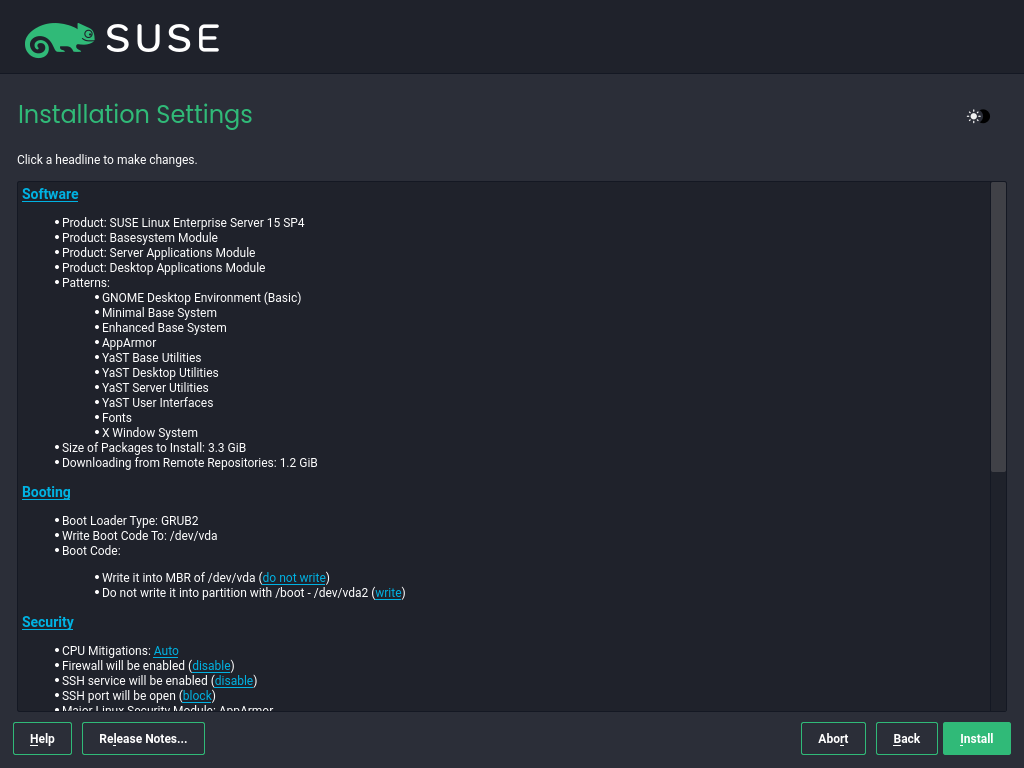 SUSE
Installation Settings
Click a headline to make changes.
Software
• Product: SUSE Linux Enterprise Server 15 SP4
• Product: Basesystem Module
• Product: Server Applications Module
• Product: Desktop Applications Module
• Patterns:
• GNOME Desktop Environment (Basic)
• Minimal Base System
• Enhanced Base System
• AppArmor
• YaST Base Utilities
• YaST Desktop Utilities
• YaST Server Utilities
• YaST User Interfaces
• Fonts
• X Window System
• Size of Packages to Install: 3.3 GiB
• Downloading from Remote Repositories: 1.2 GiB
Booting
• Boot Loader Type: GRUB2
• Write Boot Code To: /dev/vda
• Boot Code:
• Write it into MBR of /dev/vda (do not write)
• Do not write it into partition with /boot - /dev/vda2 (write)
Security
• CPU Mitigations: Auto
• Firewall will be enabled (disable)
• SSH service will be enabled (disable)
• SSH port will be open (block)
• Major Linux Security Module: AppArmor
Help Release Notes... Abort Back Install